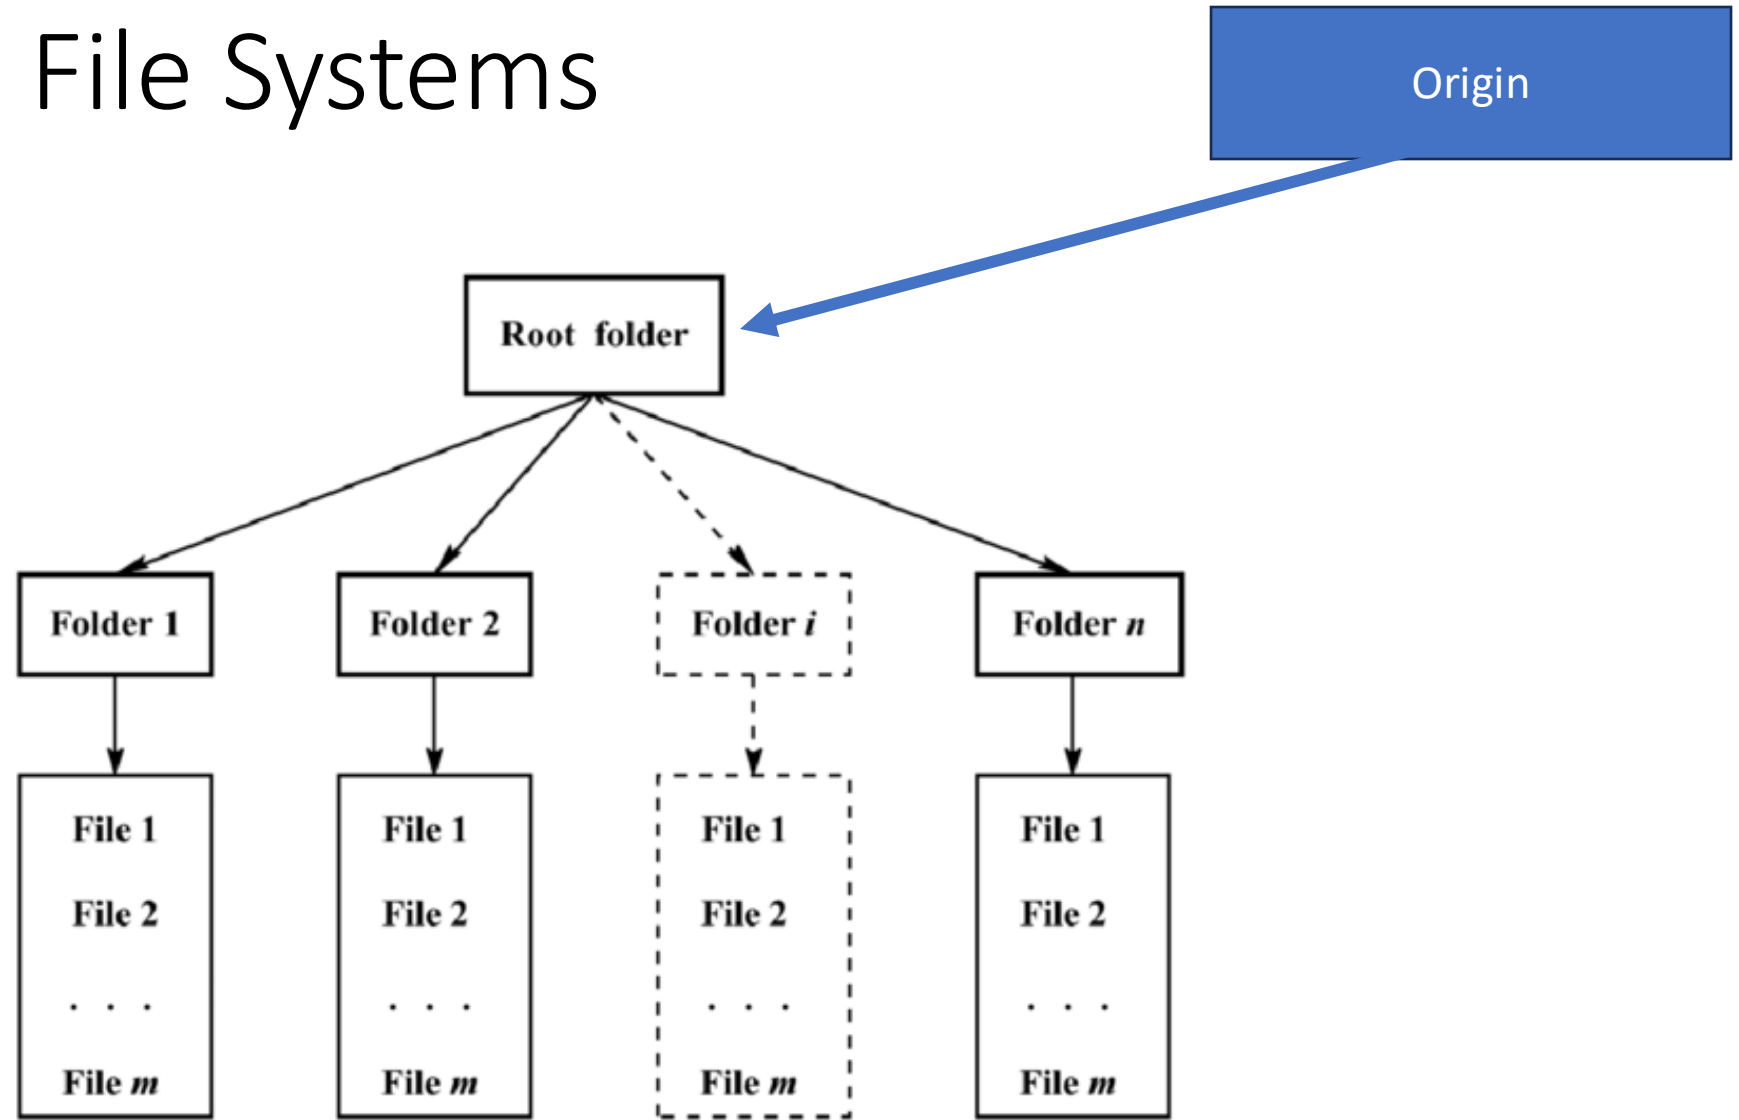 File Systems
Origin
Root folder
Folder 1
Folder 2
Folder i
Folder n
File 1
File 2
. . .
File m
File 1
File 2
. . .
File m
File 1
File 2
. . .
File m
File 1
File 2
. . .
File m